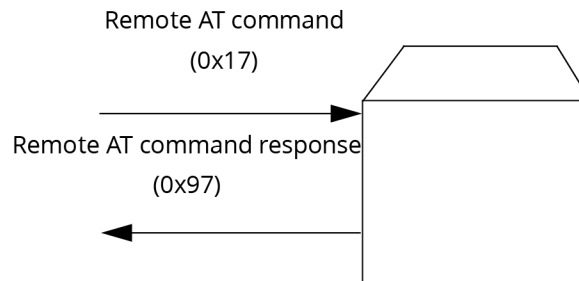 Remote AT command
(0x17)
Remote AT command response
(0x97)